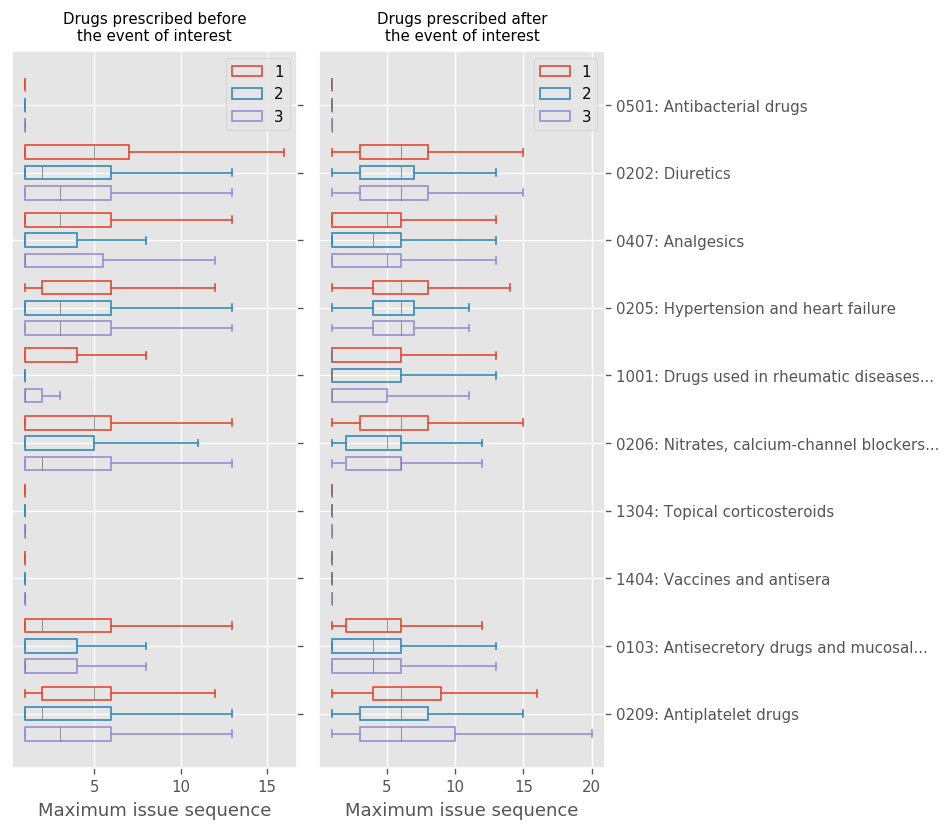 Drugs prescribed before
the event of interest
Drugs prescribed after
the event of interest
1
2
3
1
2
3
0501: Antibacterial drugs
0202: Diuretics
0407: Analgesics
0205: Hypertension and heart failure
1001: Drugs used in rheumatic diseases...
0206: Nitrates, calcium-channel blockers...
1304: Topical corticosteroids
1404: Vaccines and antisera
0103: Antisecretory drugs and mucosal...
0209: Antiplatelet drugs
5 10 15
5 10 15 20
Maximum issue sequence
Maximum issue sequence